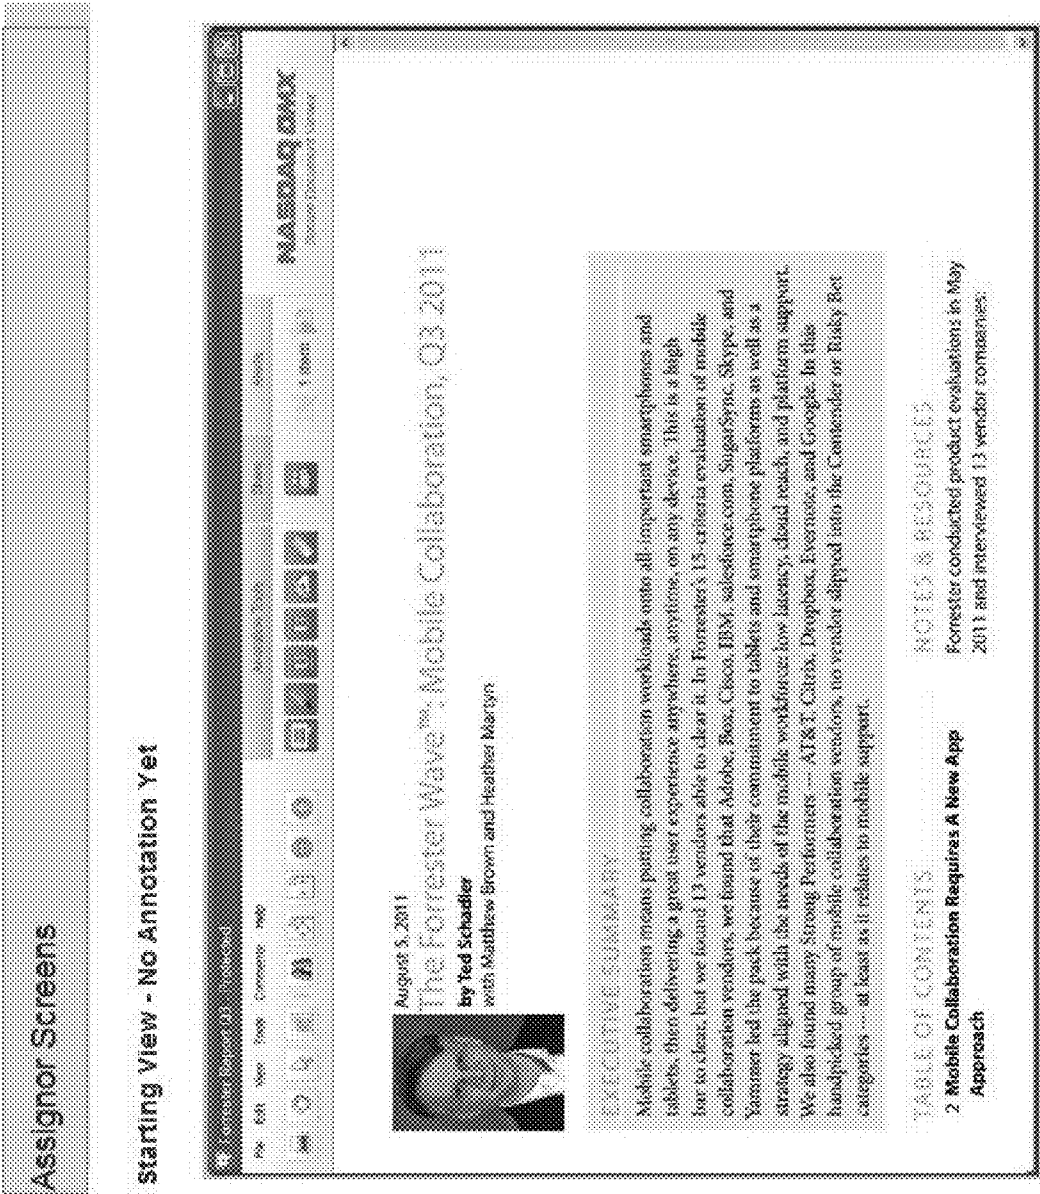 Assignor Screens
Starting View - No Annotation Yet
File Edit View Tools Comments Help
NASDAQ OMX
August 5, 2011
The Forrester Wave™: Mobile Collaboration, Q3 2011
by Ted Schadler
with Matthew Brown and Heather Martyn
EXECUTIVE SUMMARY
Mobile collaboration means putting collaboration workloads onto all important smartphones and
tablets, then delivering a great user experience anywhere, anytime, on any device. This is a high
bar to clear, but we found 13 vendors able to clear it. In Forrester's 15-criteria evaluation of mobile
collaboration vendors, we found that Adobe, Box, Cisco, IBM, salesforce.com, SugarSync, Skype, and
Yammer led the pack because of their commitment to tablets and smartphone platforms as well as a
strategy aligned with the needs of the mobile workforce: low latency, cloud reach, and platform support.
We also found many Strong Performers — AT&T, Citrix, Dropbox, Evernote, and Google. In this
handpicked group of mobile collaboration vendors, no vendor slipped into the Contender or Risky Bet
categories — at least as it relates to mobile support.
TABLE OF CONTENTS
2 Mobile Collaboration Requires A New App
Approach
NOTES & RESOURCES
Forrester conducted product evaluations in May
2011 and interviewed 13 vendor companies: